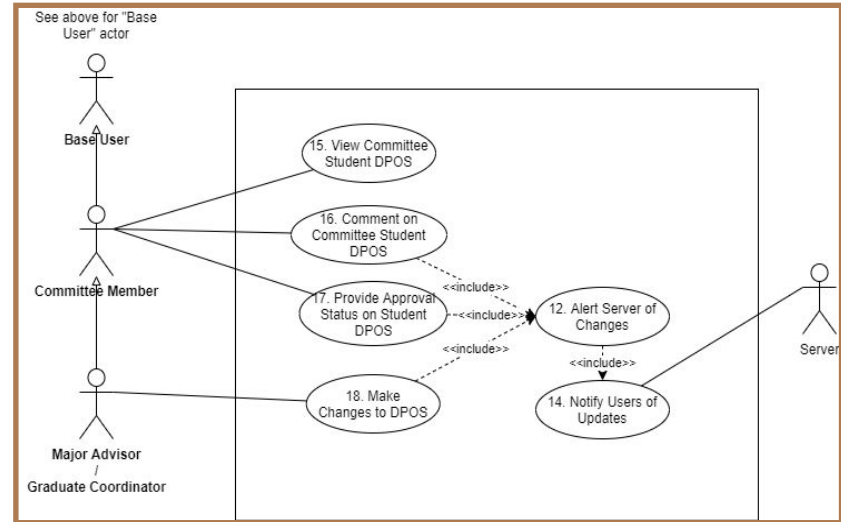 See above for "Base
User" actor
Base User
15. View Committee
Student DPOS
16. Comment on
Committee Student
DPOS
<<include>>
Committee Member
17. Provide Approval
Status on Student
DPOS
<<include>>
12. Alert Server of
Changes
Server
<<include>>
<<include>>
18. Make
Changes to DPOS
14. Notify Users of
Updates
Major Advisor
/
Graduate Coordinator